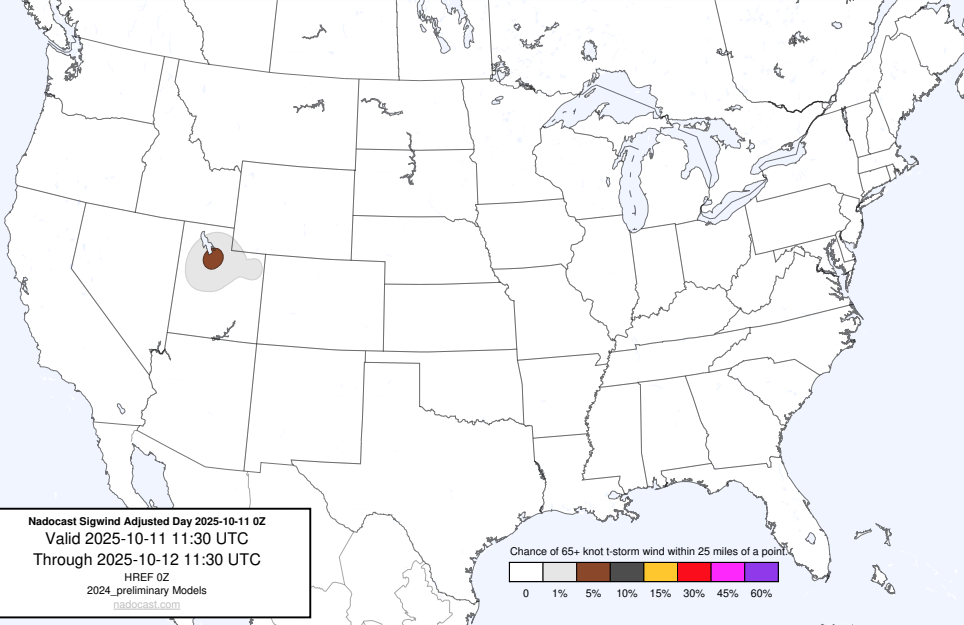 Nadocast Sigwind Adjusted Day 2025-10-11 0Z
Valid 2025-10-11 11:30 UTC
Through 2025-10-12 11:30 UTC
HREF 0Z
2024_preliminary Models
nadocast.com
Chance of 65+ knot t-storm wind within 25 miles of a point.
0 1% 5% 10% 15% 30% 45% 60%